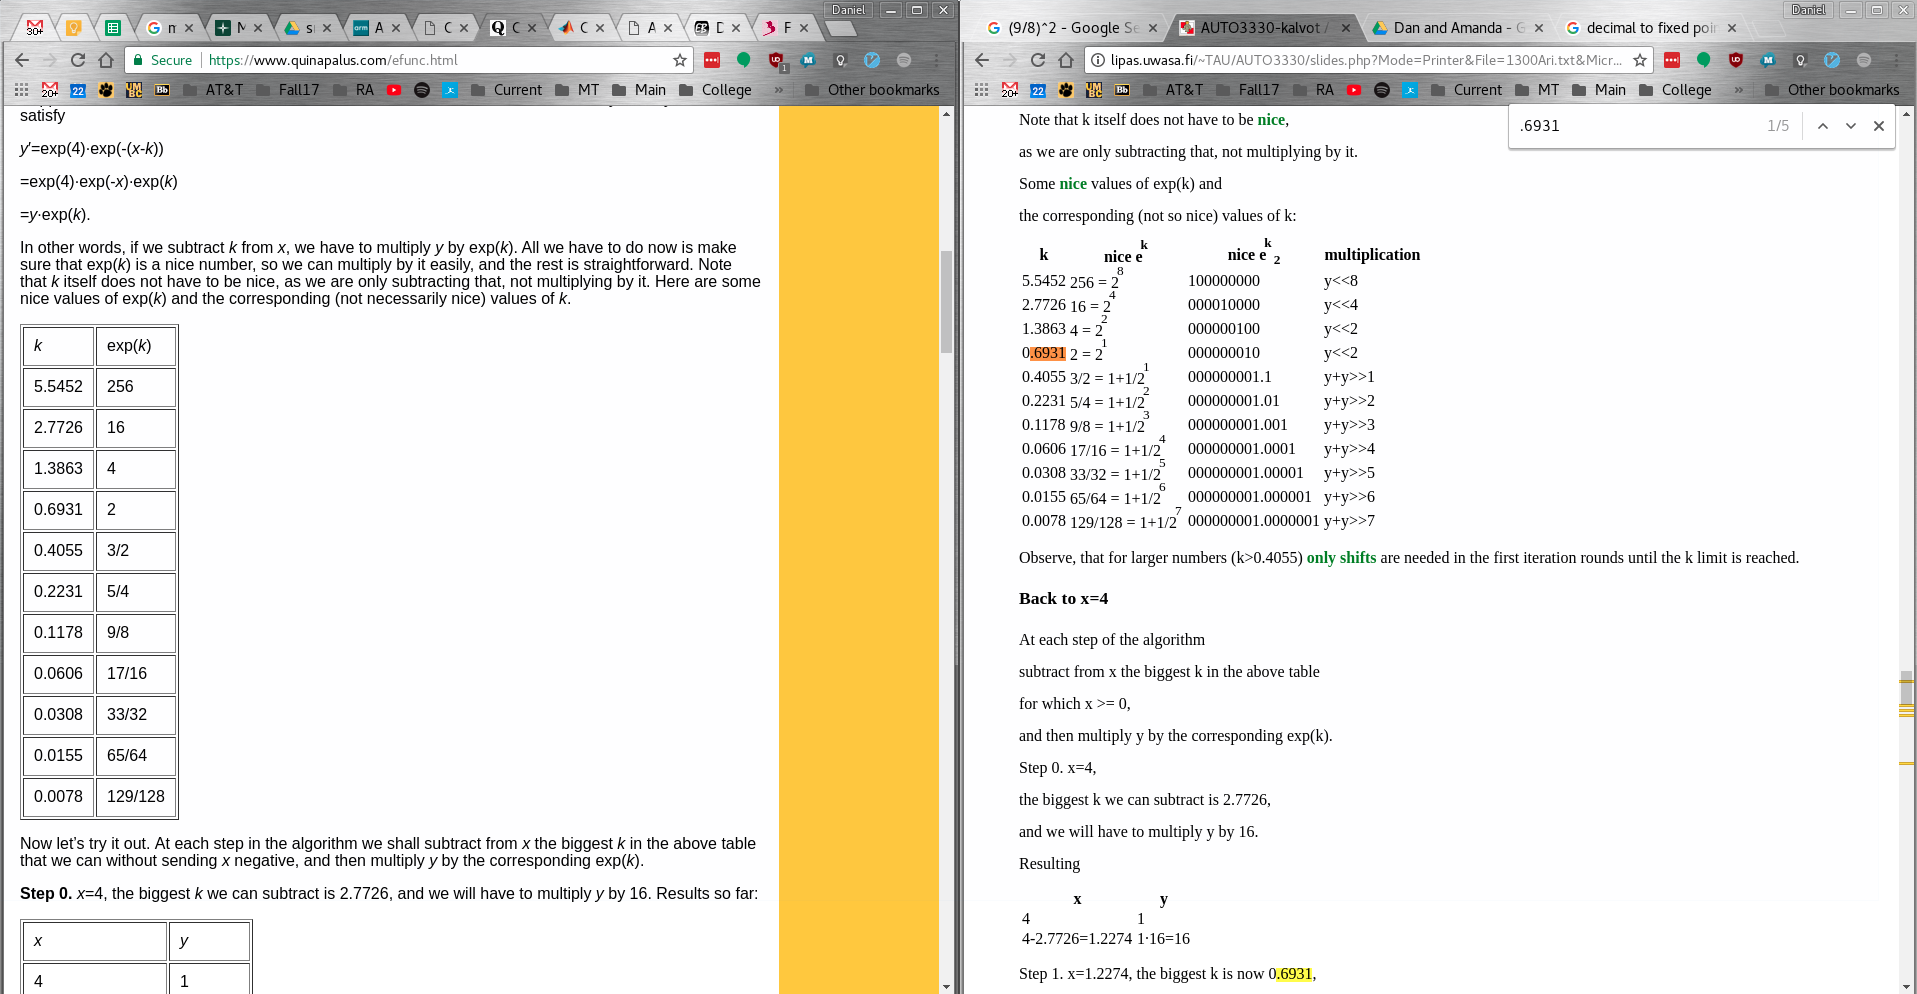 Daniel
30+
G n
N
si
arm A
C
Q C
C
A
D
F
Secure https://www.quinapalus.com/efunc.html
20+
22
UM BC
Bb
AT&T
Fall17
RA
Current
MT
Main
College
»
Other bookmarks
satisfy
y'=exp(4)·exp(-(x-k))
=exp(4)·exp(-x)·exp(k)
=y·exp(k).
In other words, if we subtract k from x, we have to multiply y by exp(k). All we have to do now is make
sure that exp(k) is a nice number, so we can multiply by it easily, and the rest is straightforward. Note
that k itself does not have to be nice, as we are only subtracting that, not multiplying by it. Here are some
nice values of exp(k) and the corresponding (not necessarily nice) values of k.
k exp(k)
5.5452 256
2.7726 16
1.3863 4
0.6931 2
0.4055 3/2
0.2231 5/4
0.1178 9/8
0.0606 17/16
0.0308 33/32
0.0155 65/64
0.0078 129/128
Now let's try it out. At each step in the algorithm we shall subtract from x the biggest k in the above table
that we can without sending x negative, and then multiply y by the corresponding exp(k).
Step 0. x=4, the biggest k we can subtract is 2.7726, and we will have to multiply y by 16. Results so far:
x y
4 1
Daniel
(9/8)^2 - Google Se
AUTO3330-kalvot /
Dan and Amanda - G
decimal to fixed poin
lipas.uwasa.fi/~TAU/AUTO3330/slides.php?Mode=Printer&File=1300Ari.txt&Micr...
20+
22
UM BC
Bb
AT&T
Fall17
RA
Current
MT
Main
College
»
Other bookmarks
.6931 1/5
Note that k itself does not have to be nice,
as we are only subtracting that, not multiplying by it.
Some nice values of exp(k) and
the corresponding (not so nice) values of k:
k nice e^k nice e^k 2 multiplication
5.5452 256 = 2^8 100000000 y<<8
2.7726 16 = 2^4 000010000 y<<4
1.3863 4 = 2^2 000000100 y<<2
0.6931 2 = 2^1 000000010 y<<2
0.4055 3/2 = 1+1/2^1 000000001.1 y+y>>1
0.2231 5/4 = 1+1/2^2 000000001.01 y+y>>2
0.1178 9/8 = 1+1/2^3 000000001.001 y+y>>3
0.0606 17/16 = 1+1/2^4 000000001.0001 y+y>>4
0.0308 33/32 = 1+1/2^5 000000001.00001 y+y>>5
0.0155 65/64 = 1+1/2^6 000000001.000001 y+y>>6
0.0078 129/128 = 1+1/2^7 000000001.0000001 y+y>>7
Observe, that for larger numbers (k>0.4055) only shifts are needed in the first iteration rounds until the k limit is reached.
Back to x=4
At each step of the algorithm
subtract from x the biggest k in the above table
for which x >= 0,
and then multiply y by the corresponding exp(k).
Step 0. x=4,
the biggest k we can subtract is 2.7726,
and we will have to multiply y by 16.
Resulting
x y
4 1
4-2.7726=1.2274 1·16=16
Step 1. x=1.2274, the biggest k is now 0.6931,